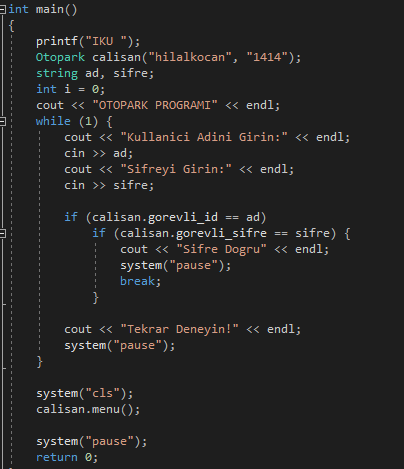 int main()
{
printf("IKU ");
Otopark calisan("hilalkocan", "1414");
string ad, sifre;
int i = 0;
cout << "OTOPARK PROGRAMI" << endl;
while (1) {
cout << "Kullanici Adini Girin:" << endl;
cin >> ad;
cout << "Sifreyi Girin:" << endl;
cin >> sifre;
if (calisan.gorevli_id == ad)
if (calisan.gorevli_sifre == sifre) {
cout << "Sifre Dogru" << endl;
system("pause");
break;
}
cout << "Tekrar Deneyin!" << endl;
system("pause");
}
system("cls");
calisan.menu();
system("pause");
return 0;